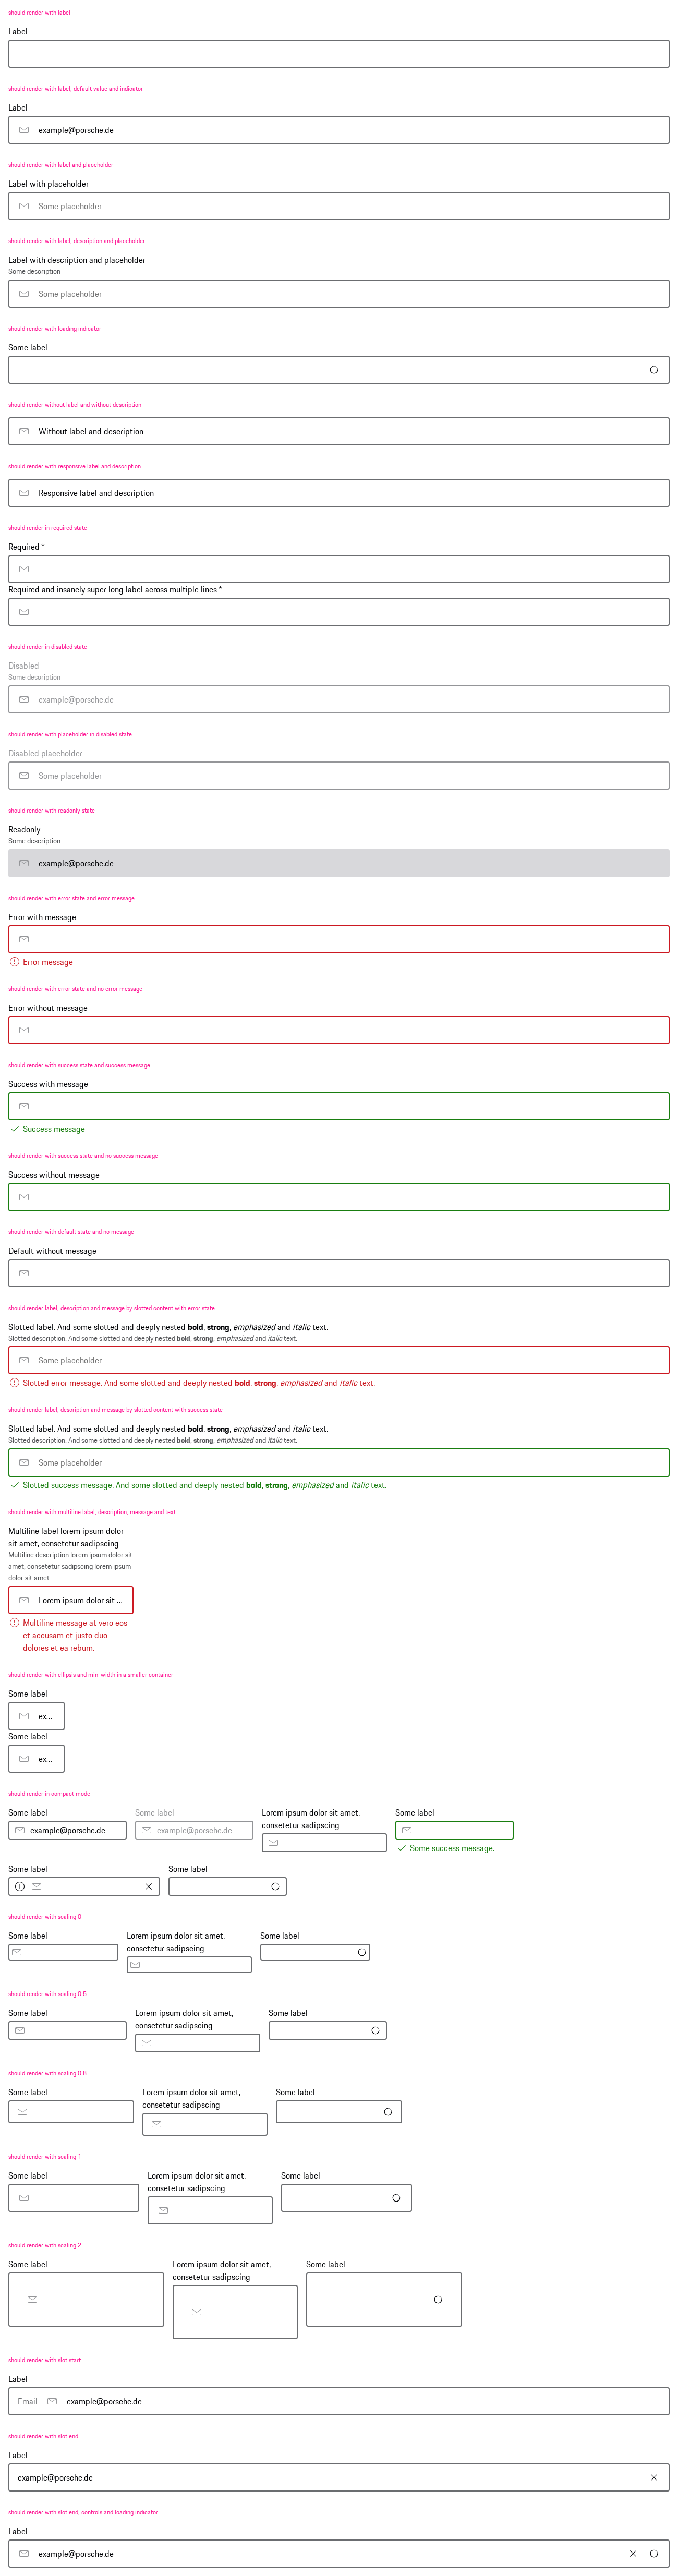 should render with label
Label
should render with label, default value and indicator
Label
example@porsche.de
should render with label and placeholder
Label with placeholder
Some placeholder
should render with label, description and placeholder
Label with description and placeholder
Some description
Some placeholder
should render with loading indicator
Some label
should render without label and without description
Without label and description
should render with responsive label and description
Responsive label and description
should render in required state
Required *
Required and insanely super long label across multiple lines *
should render in disabled state
Disabled
Some description
example@porsche.de
should render with placeholder in disabled state
Disabled placeholder
Some placeholder
should render with readonly state
Readonly
Some description
example@porsche.de
should render with error state and error message
Error with message
Error message
should render with error state and no error message
Error without message
should render with success state and success message
Success with message
Success message
should render with success state and no success message
Success without message
should render with default state and no message
Default without message
should render label, description and message by slotted content with error state
Slotted label. And some slotted and deeply nested bold, strong, emphasized and italic text.
Slotted description. And some slotted and deeply nested bold, strong, emphasized and italic text.
Some placeholder
Slotted error message. And some slotted and deeply nested bold, strong, emphasized and italic text.
should render label, description and message by slotted content with success state
Slotted label. And some slotted and deeply nested bold, strong, emphasized and italic text.
Slotted description. And some slotted and deeply nested bold, strong, emphasized and italic text.
Some placeholder
Slotted success message. And some slotted and deeply nested bold, strong, emphasized and italic text.
should render with multiline label, description, message and text
Multiline label lorem ipsum dolor
sit amet, consetetur sadipscing
Multiline description lorem ipsum dolor sit
amet, consetetur sadipscing lorem ipsum
dolor sit amet
Lorem ipsum dolor sit ...
Multiline message at vero eos
et accusam et justo duo
dolores et ea rebum.
should render with ellipsis and min-width in a smaller container
Some label
ex...
Some label
ex...
should render in compact mode
Some label
example@porsche.de
Some label
example@porsche.de
Lorem ipsum dolor sit amet,
consetetur sadipscing
Some label
Some success message.
Some label
Some label
should render with scaling 0
Some label
Lorem ipsum dolor sit amet,
consetetur sadipscing
Some label
should render with scaling 0.5
Some label
Lorem ipsum dolor sit amet,
consetetur sadipscing
Some label
should render with scaling 0.8
Some label
Lorem ipsum dolor sit amet,
consetetur sadipscing
Some label
should render with scaling 1
Some label
Lorem ipsum dolor sit amet,
consetetur sadipscing
Some label
should render with scaling 2
Some label
Lorem ipsum dolor sit amet,
consetetur sadipscing
Some label
should render with slot start
Label
Email example@porsche.de
should render with slot end
Label
example@porsche.de
should render with slot end, controls and loading indicator
Label
example@porsche.de